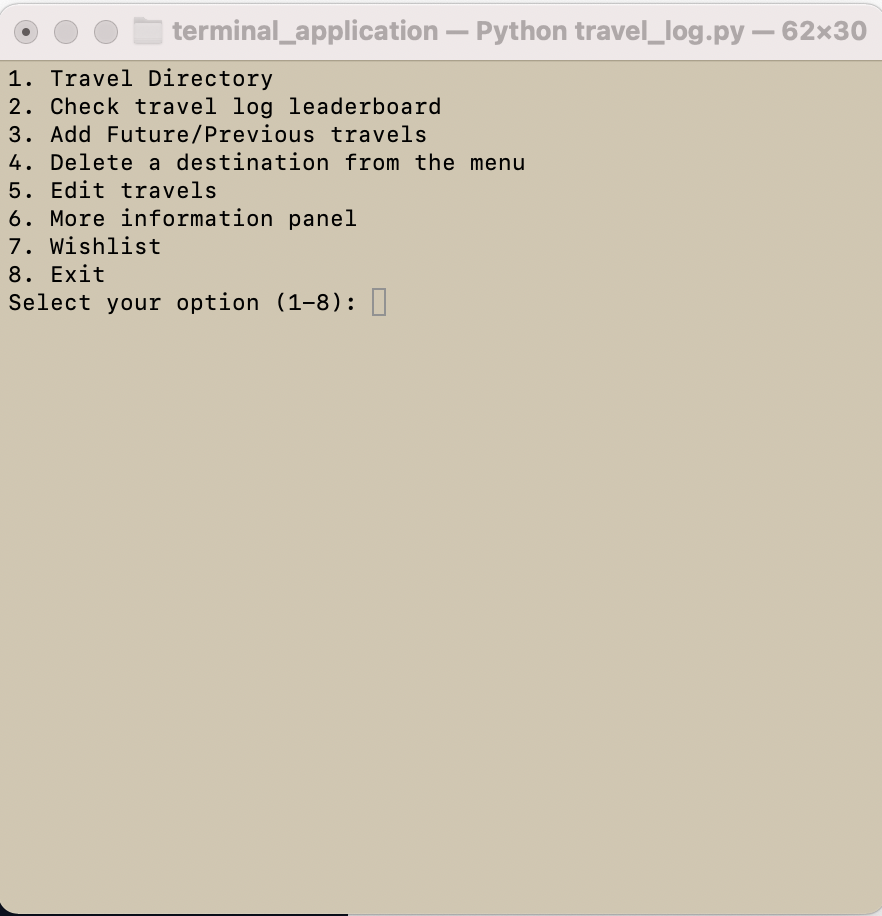 terminal_application — Python travel_log.py — 62×30
1. Travel Directory
2. Check travel log leaderboard
3. Add Future/Previous travels
4. Delete a destination from the menu
5. Edit travels
6. More information panel
7. Wishlist
8. Exit
Select your option (1-8):